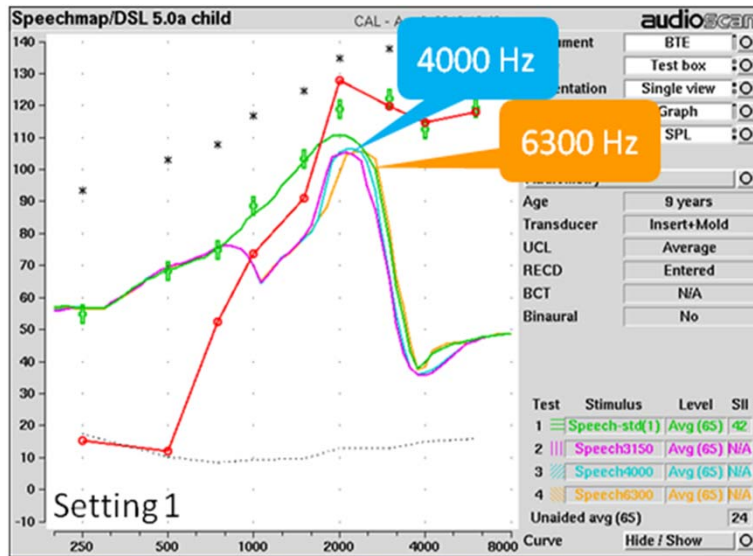 Speechmap/DSL 5.0a child
CAL -
audioscan
BTE
Test box
Single view
Graph
SPL
4000 Hz
6300 Hz
140
130
120
110
100
90
80
70
60
50
40
30
20
10
0
-10
250 500 1000 2000 4000 8000
Setting 1
Age 9 years
Transducer Insert+Mold
UCL Average
RECD Entered
BCT N/A
Binaural No
Test Stimulus Level SII
1 Speech-std(1) Avg (65) 42
2 Speech3150 Avg (65) N/A
3 Speech4000 Avg (65) N/A
4 Speech6300 Avg (65) N/A
Unaided avg (65) 24
Curve Hide / Show